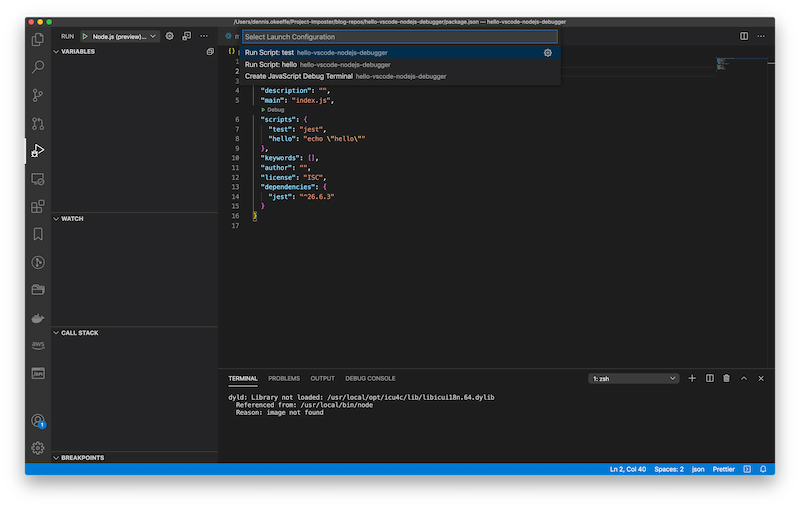 /Users/dennis.okeeffe/Project-Imposter/blog-repos/hello-vscode-nodejs-debugger/package.json — hello-vscode-nodejs-debugger
RUN Node.js (preview)...
VARIABLES
Select Launch Configuration
Run Script: test hello-vscode-nodejs-debugger
Run Script: hello hello-vscode-nodejs-debugger
Create JavaScript Debug Terminal hello-vscode-nodejs-debugger
1
2
3
4 "description": "",
5 "main": "index.js",
Debug
6 "scripts": {
7 "test": "jest",
8 "hello": "echo \"hello\""
9 },
10 "keywords": [],
11 "author": "",
12 "license": "ISC",
13 "dependencies": {
14 "jest": "^26.6.3"
15 }
16 }
17
WATCH
CALL STACK
BREAKPOINTS
aws
1
TERMINAL PROBLEMS OUTPUT DEBUG CONSOLE 1: zsh
dyld: Library not loaded: /usr/local/opt/icu4c/lib/libicui18n.64.dylib
Referenced from: /usr/local/bin/node
Reason: image not found
Ln 2, Col 40 Spaces: 2 json Prettier